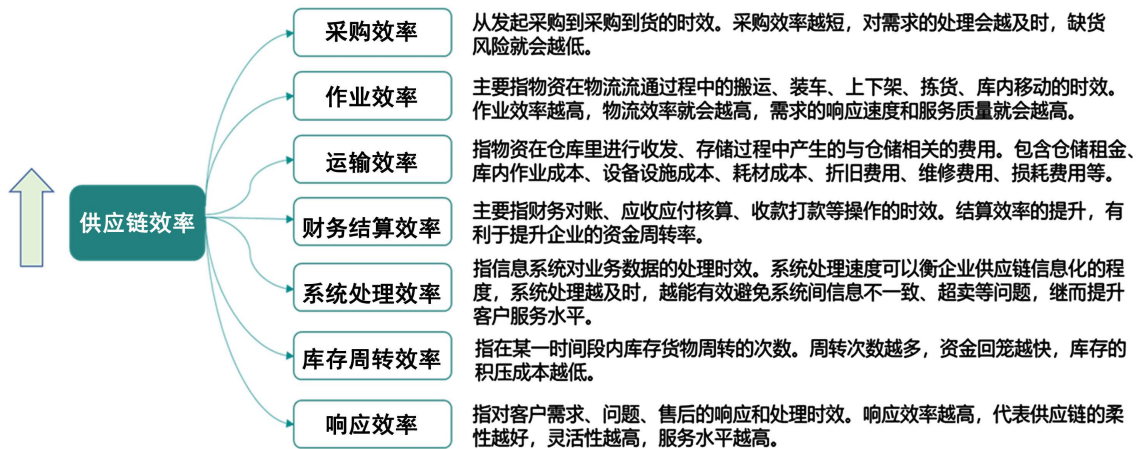 供应链效率
采购效率
从发起采购到采购到货的时效。采购效率越短，对需求的处理会越及时，缺货
风险就会越低。
作业效率
主要指物资在物流流通过程中的搬运、装车、上下架、拣货、库内移动的时效。
作业效率越高，物流效率就会越高，需求的响应速度和服务质量就会越高。
运输效率
指物资在仓库里进行收发、存储过程中产生的与仓储相关的费用。包含仓储租金、
库内作业成本、设备设施成本、耗材成本、折旧费用、维修费用、损耗费用等。
财务结算效率
主要指财务对账、应收应付核算、收款打款等操作的时效。结算效率的提升，有
利于提升企业的资金周转率。
系统处理效率
指信息系统对业务数据的处理时效。系统处理速度可以衡企业供应链信息化的程
度，系统处理越及时，越能有效避免系统间信息不一致、超卖等问题，继而提升
客户服务水平。
库存周转效率
指在某一时间段内库存货物周转的次数。周转次数越多，资金回笼越快，库存的
积压成本越低。
响应效率
指对客户需求、问题、售后的响应和处理时效。响应效率越高，代表供应链的柔
性越好，灵活性越高，服务水平越高。